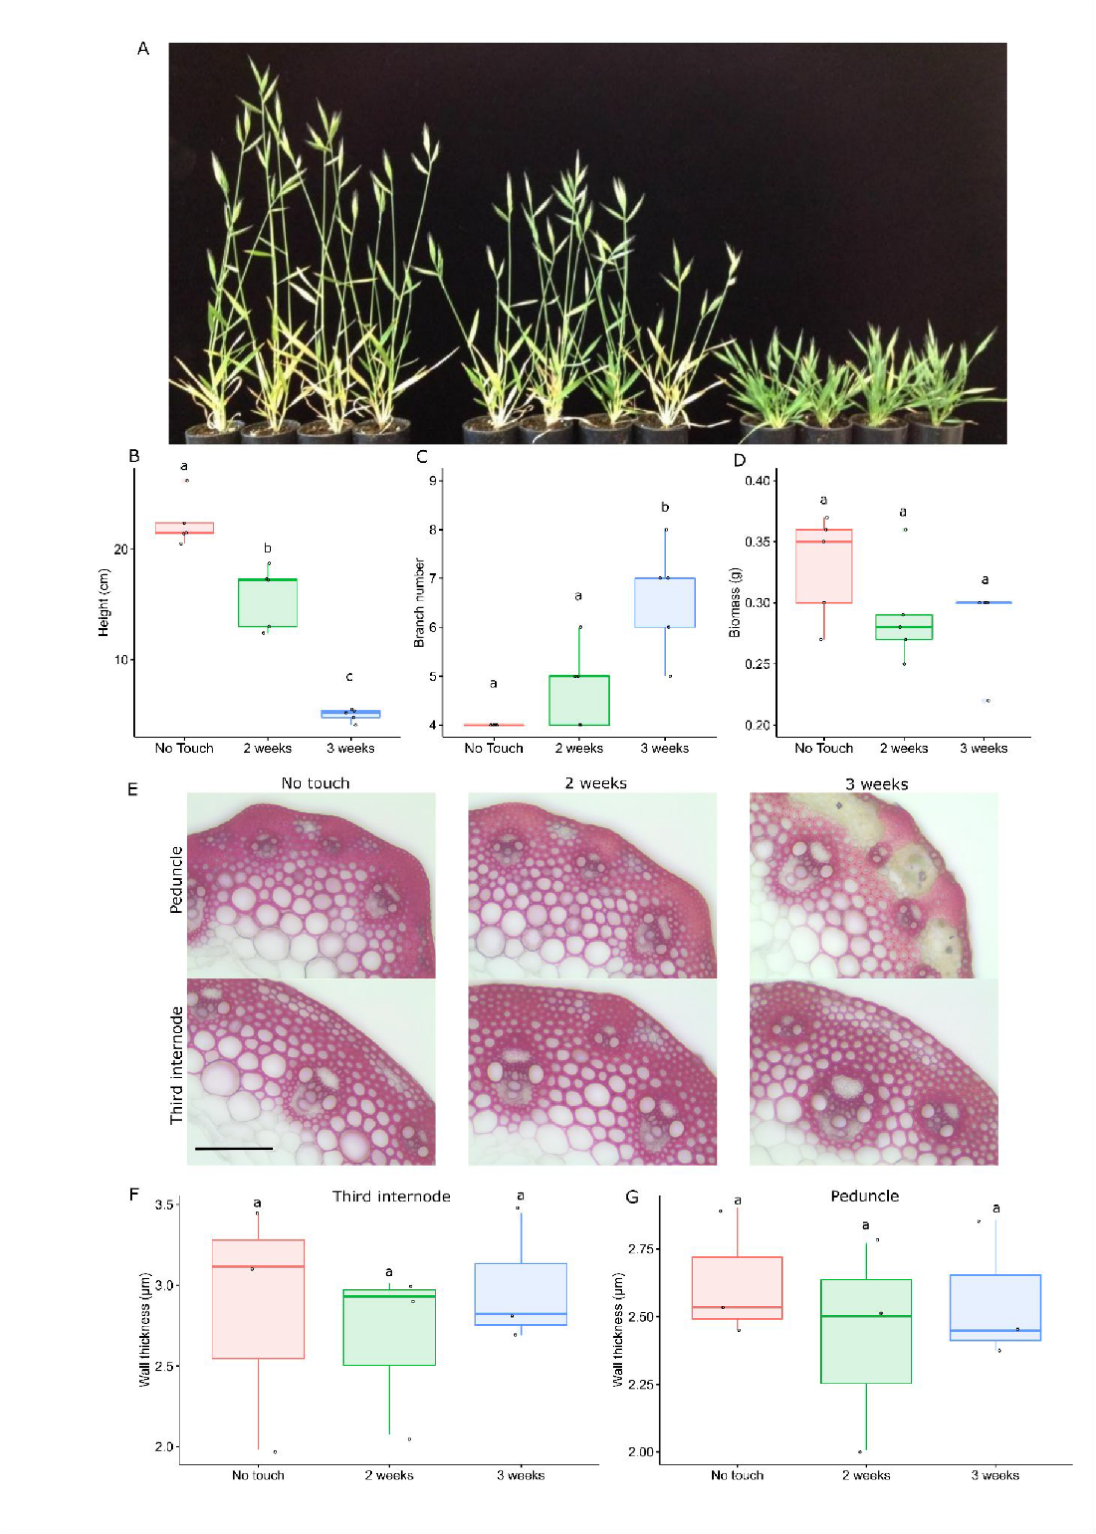 A
B
C
D
a
b
c
20
10
Height (cm)
No Touch
2 weeks
3 weeks
9
8
7
6
5
4
Branch number
a
a
b
No Touch
2 weeks
3 weeks
0.40
0.35
0.30
0.25
0.20
Biomass (g)
a
a
a
No Touch
2 weeks
3 weeks
E
No touch
2 weeks
3 weeks
Peduncle
Third internode
F
Third internode
3.5
3.0
2.5
2.0
Wall thickness (µm)
a
a
a
No touch
2 weeks
3 weeks
G
Peduncle
2.75
2.50
2.25
2.00
Wall thickness (µm)
a
a
a
No touch
2 weeks
3 weeks